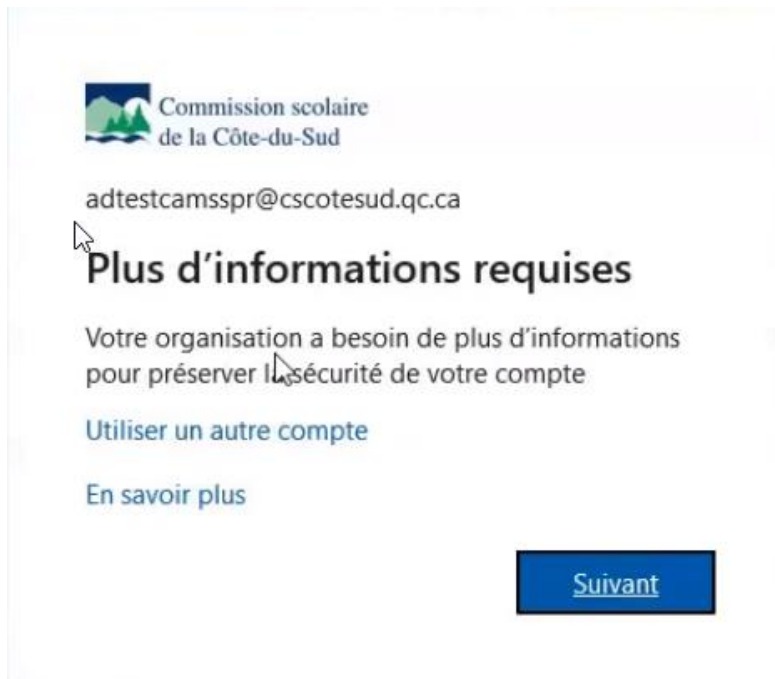 Commission scolaire
de la Côte-du-Sud
adtestcamsspr@cscotesud.qc.ca
Plus d’informations requises
Votre organisation a besoin de plus d’informations
pour préserver la sécurité de votre compte
Utiliser un autre compte
En savoir plus
Suivant